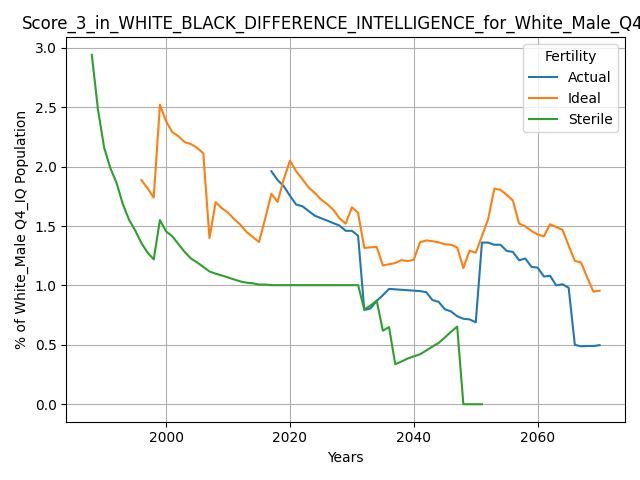 Score_3_in_WHITE_BLACK_DIFFERENCE_INTELLIGENCE_for_White_Male_Q4
3.0
2.5
2.0
1.5
1.0
0.5
0.0
% of White_Male Q4_IQ Population
Fertility
Actual
Ideal
Sterile
2000
2020
2040
2060
Years